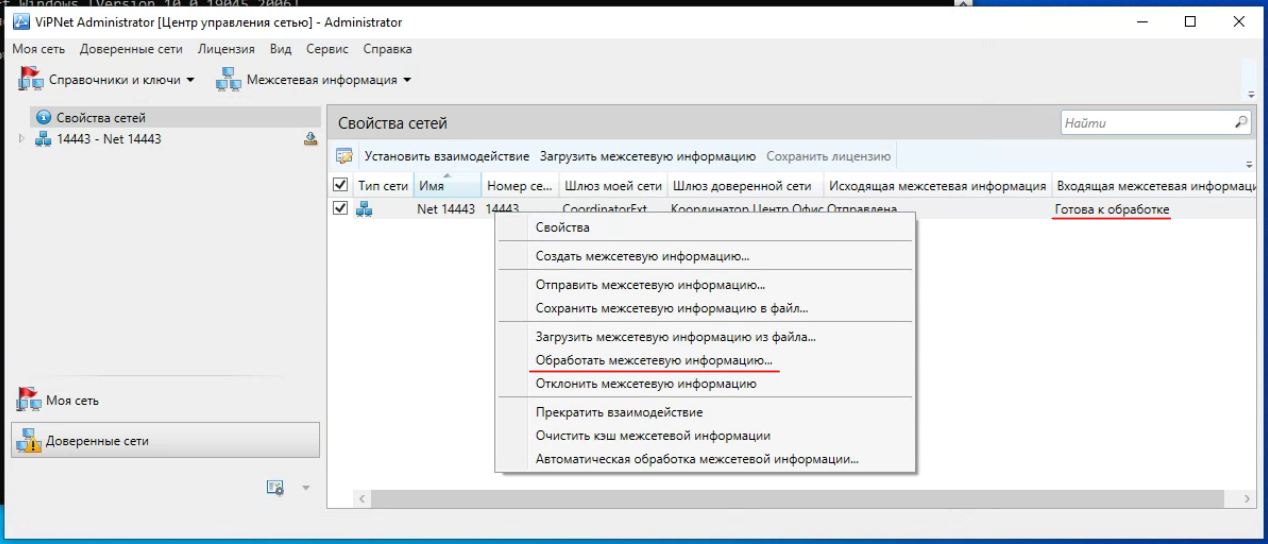 t Windows [Version 10.0.19045.2006]
ViPNet Administrator [Центр управления сетью] - Administrator
Моя сеть Доверенные сети Лицензия Вид Сервис Справка
Справочники и ключи Межсетевая информация
Свойства сетей
14443 - Net 14443
Моя сеть
Доверенные сети
Свойства сетей
Найти
Установить взаимодействие Загрузить межсетевую информацию Сохранить лицензию
Тип сети Имя Номер се... Шлюз моей сети Шлюз доверенной сети Исходящая межсетевая информация Входящая межсетевая информаци
Net 14443 14443 CoordinatorExt Координатор Центр Офис Отправлена Готова к обработке
Свойства
Создать межсетевую информацию...
Отправить межсетевую информацию...
Сохранить межсетевую информацию в файл...
Загрузить межсетевую информацию из файла...
Обработать межсетевую информацию...
Отклонить межсетевую информацию
Прекратить взаимодействие
Очистить кэш межсетевой информации
Автоматическая обработка межсетевой информации...